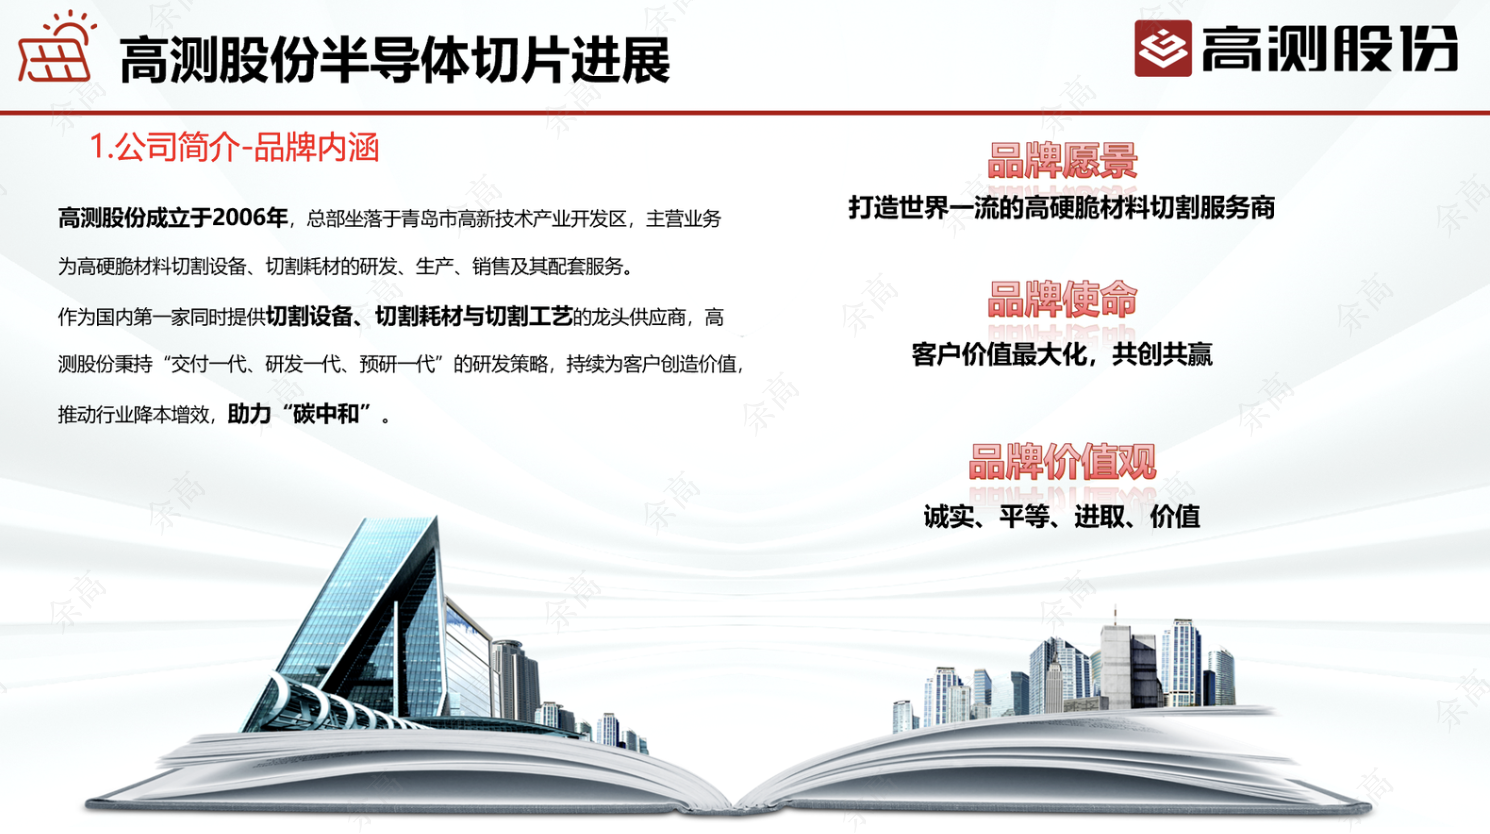 高测股份半导体切片进展
高测股份
1.公司简介-品牌内涵
高测股份成立于2006年，总部坐落于青岛市高新技术产业开发区，主营业务
为高硬脆材料切割设备、切割耗材的研发、生产、销售及其配套服务。
作为国内第一家同时提供切割设备、切割耗材与切割工艺的龙头供应商，高
测股份秉持“交付一代、研发一代、预研一代”的研发策略，持续为客户创造价值，
推动行业降本增效，助力“碳中和”。
品牌愿景
打造世界一流的高硬脆材料切割服务商
品牌使命
客户价值最大化，共创共赢
品牌价值观
诚实、平等、进取、价值
余高